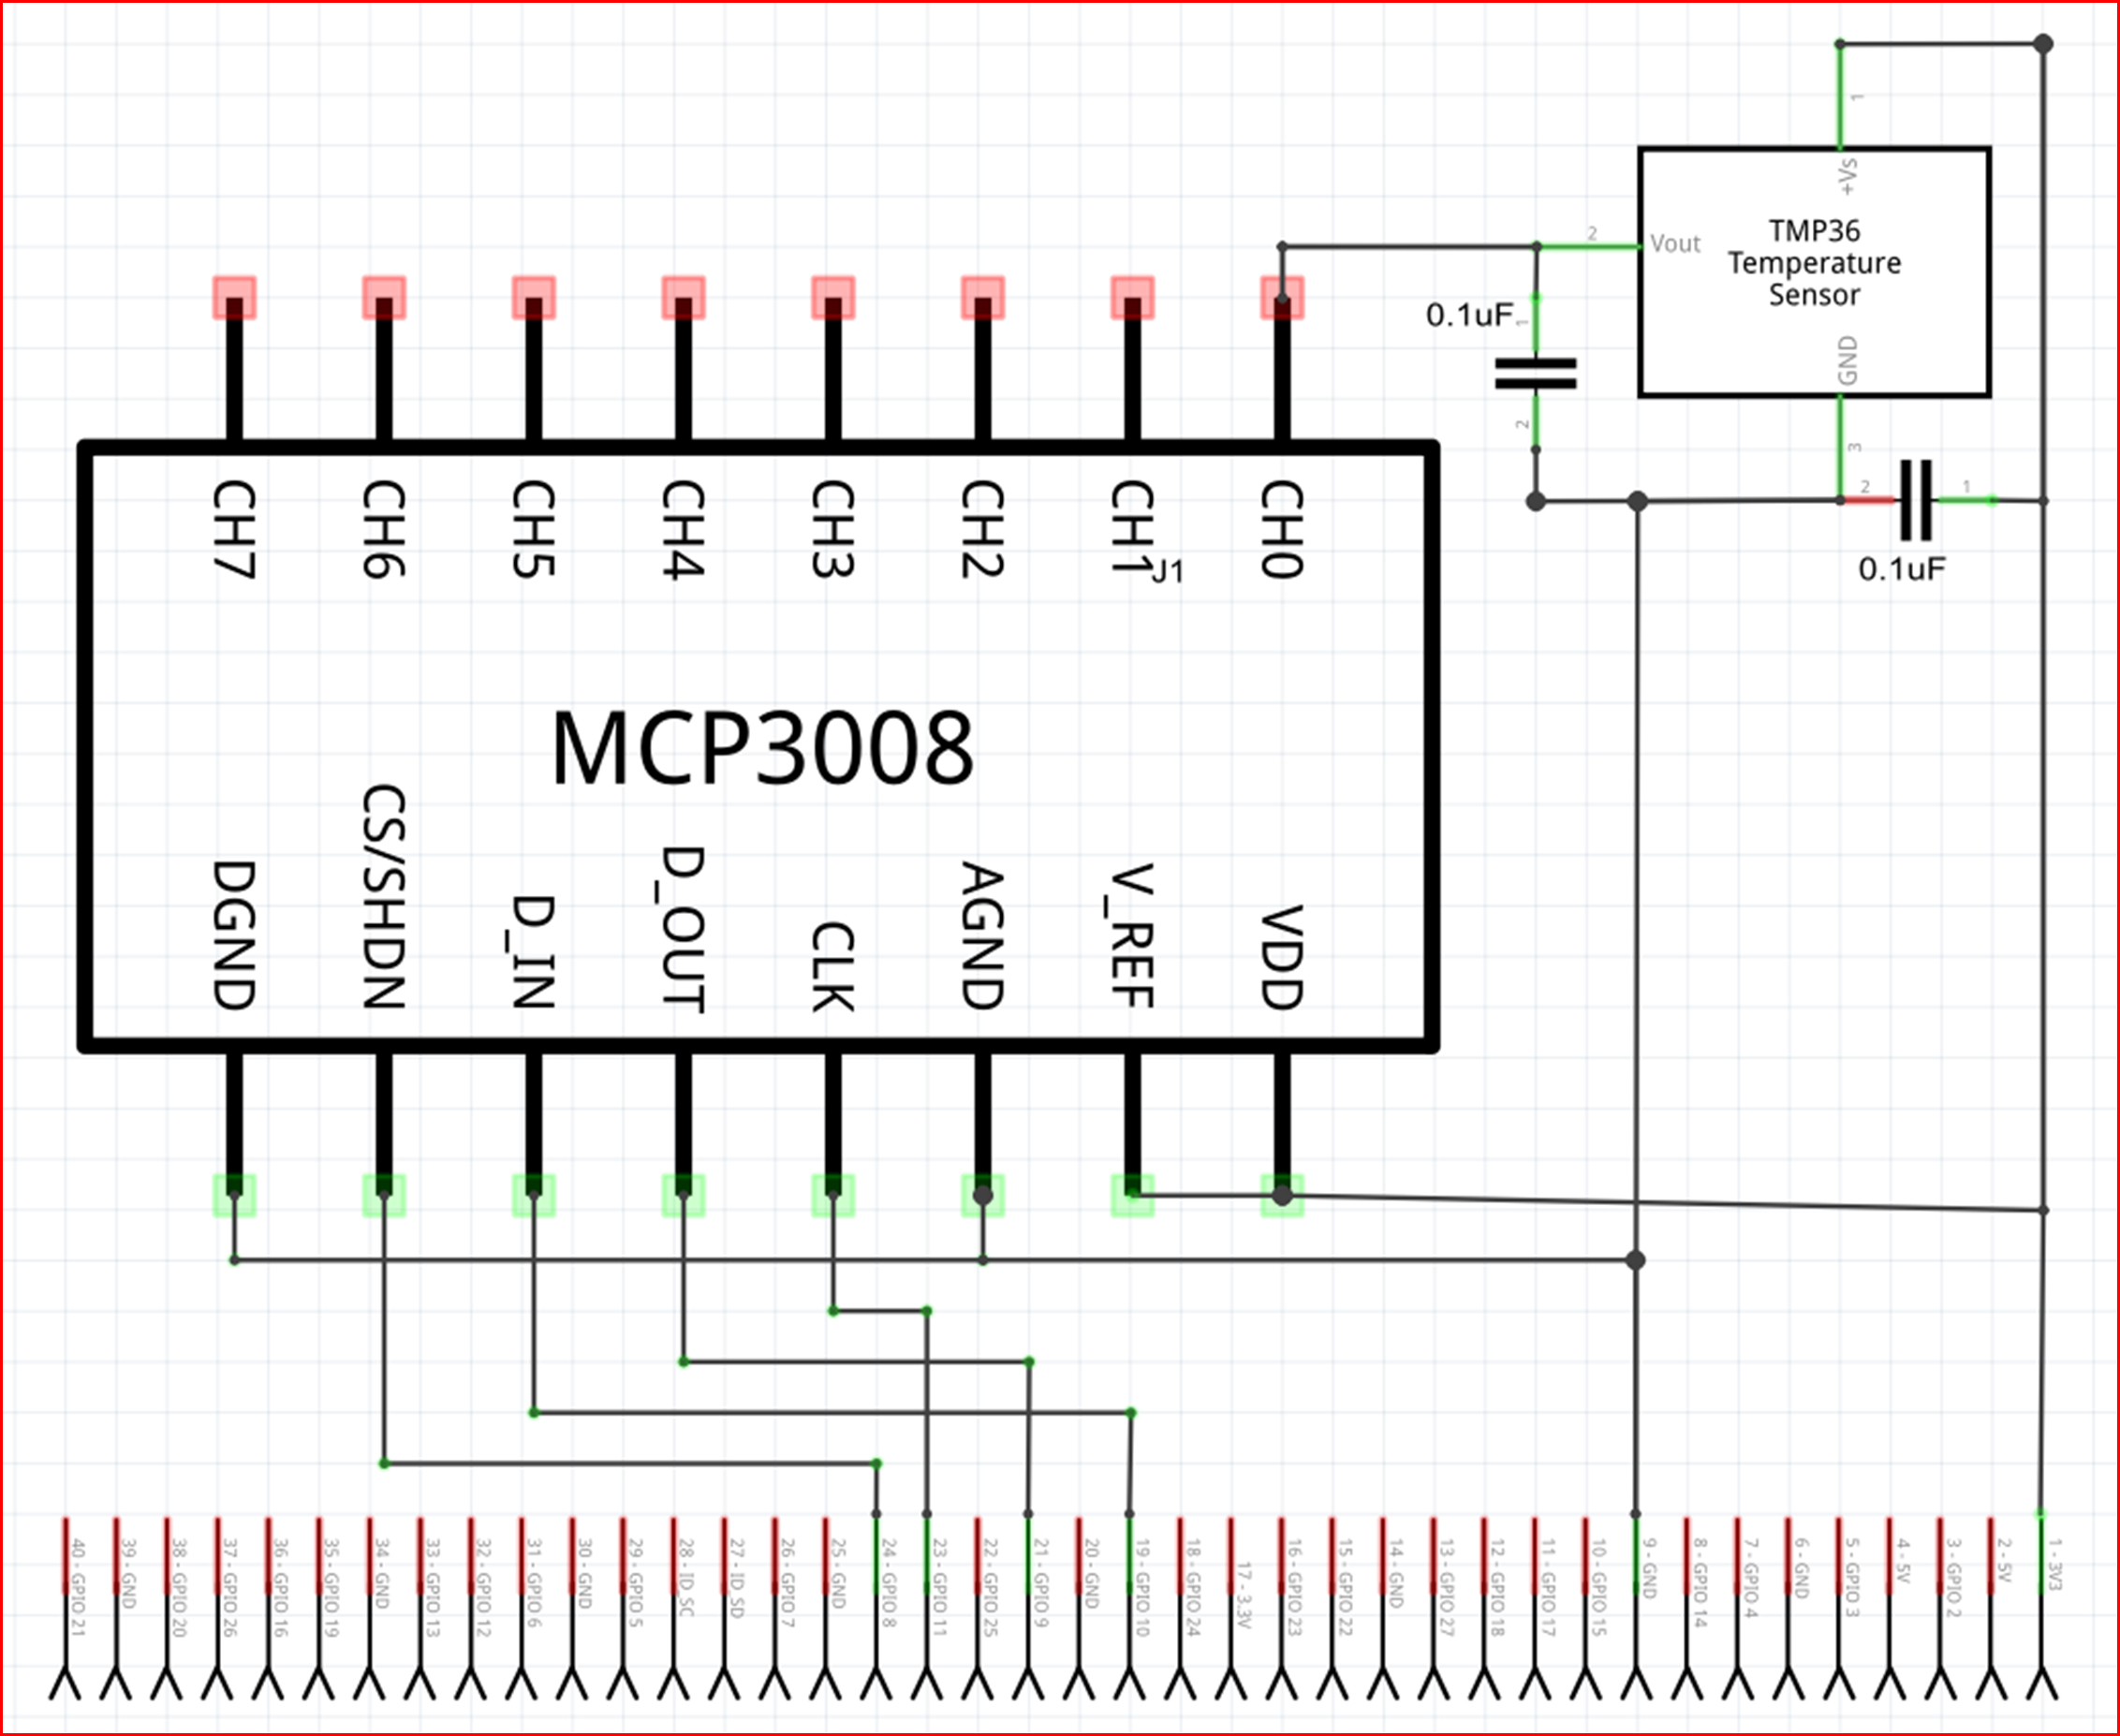 1
+Vs
2
Vout
TMP36
Temperature
Sensor
GND
0.1uF
1
2
3
2
1
0.1uF
CH7
CH6
CH5
CH4
CH3
CH2
CH1
J1
CH0
MCP3008
DGND
CS/SHDN
D_IN
D_OUT
CLK
AGND
V_REF
VDD
40 - GPIO 21
39 - GND
38 - GPIO 20
37 - GPIO 26
36 - GPIO 16
35 - GPIO 19
34 - GND
33 - GPIO 13
32 - GPIO 12
31 - GPIO 6
30 - GND
29 - GPIO 5
28 - ID_SC
27 - ID_SD
26 - GPIO 7
25 - GND
24 - GPIO 8
23 - GPIO 11
22 - GPIO 25
21 - GPIO 9
20 - GND
19 - GPIO 10
18 - GPIO 24
17 - 3.3V
16 - GPIO 23
15 - GPIO 22
14 - GND
13 - GPIO 27
12 - GPIO 18
11 - GPIO 17
10 - GPIO 15
9 - GND
8 - GPIO 14
7 - GPIO 4
6 - GND
5 - GPIO 3
4 - 5V
3 - GPIO 2
2 - 5V
1 - 3V3